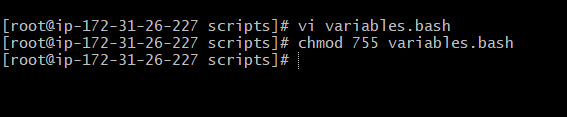 [root@ip-172-31-26-227 scripts]# vi variables.bash
[root@ip-172-31-26-227 scripts]# chmod 755 variables.bash
[root@ip-172-31-26-227 scripts]#